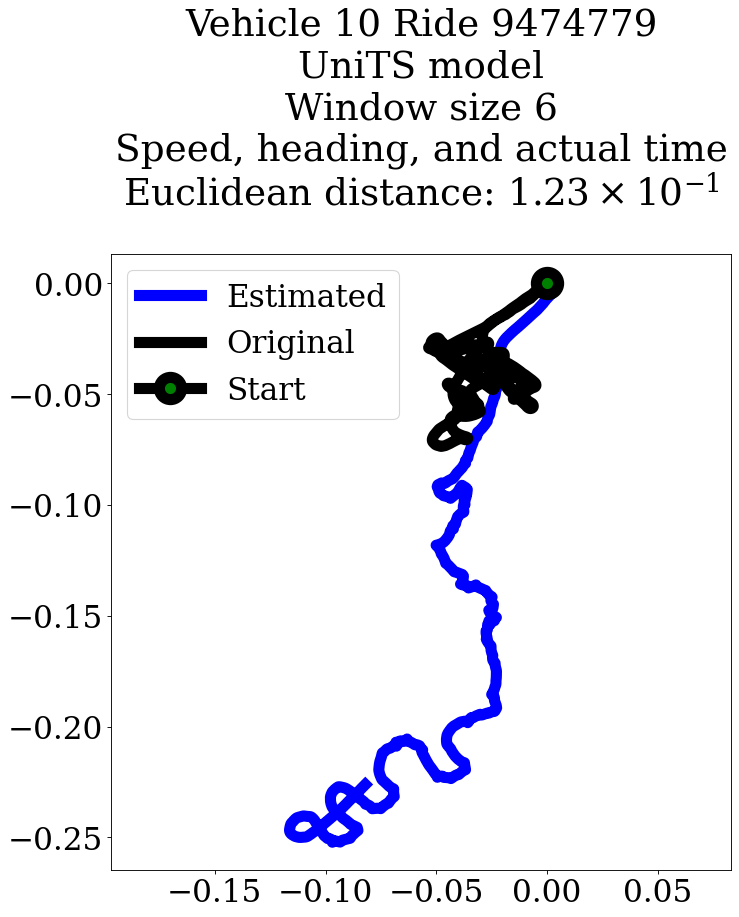 Vehicle 10 Ride 9474779
UniTS model
Window size 6
Speed, heading, and actual time
Euclidean distance: 1.23 × 10⁻¹
Estimated
Original
Start
0.00
−0.05
−0.10
−0.15
−0.20
−0.25
−0.15 −0.10 −0.05 0.00 0.05